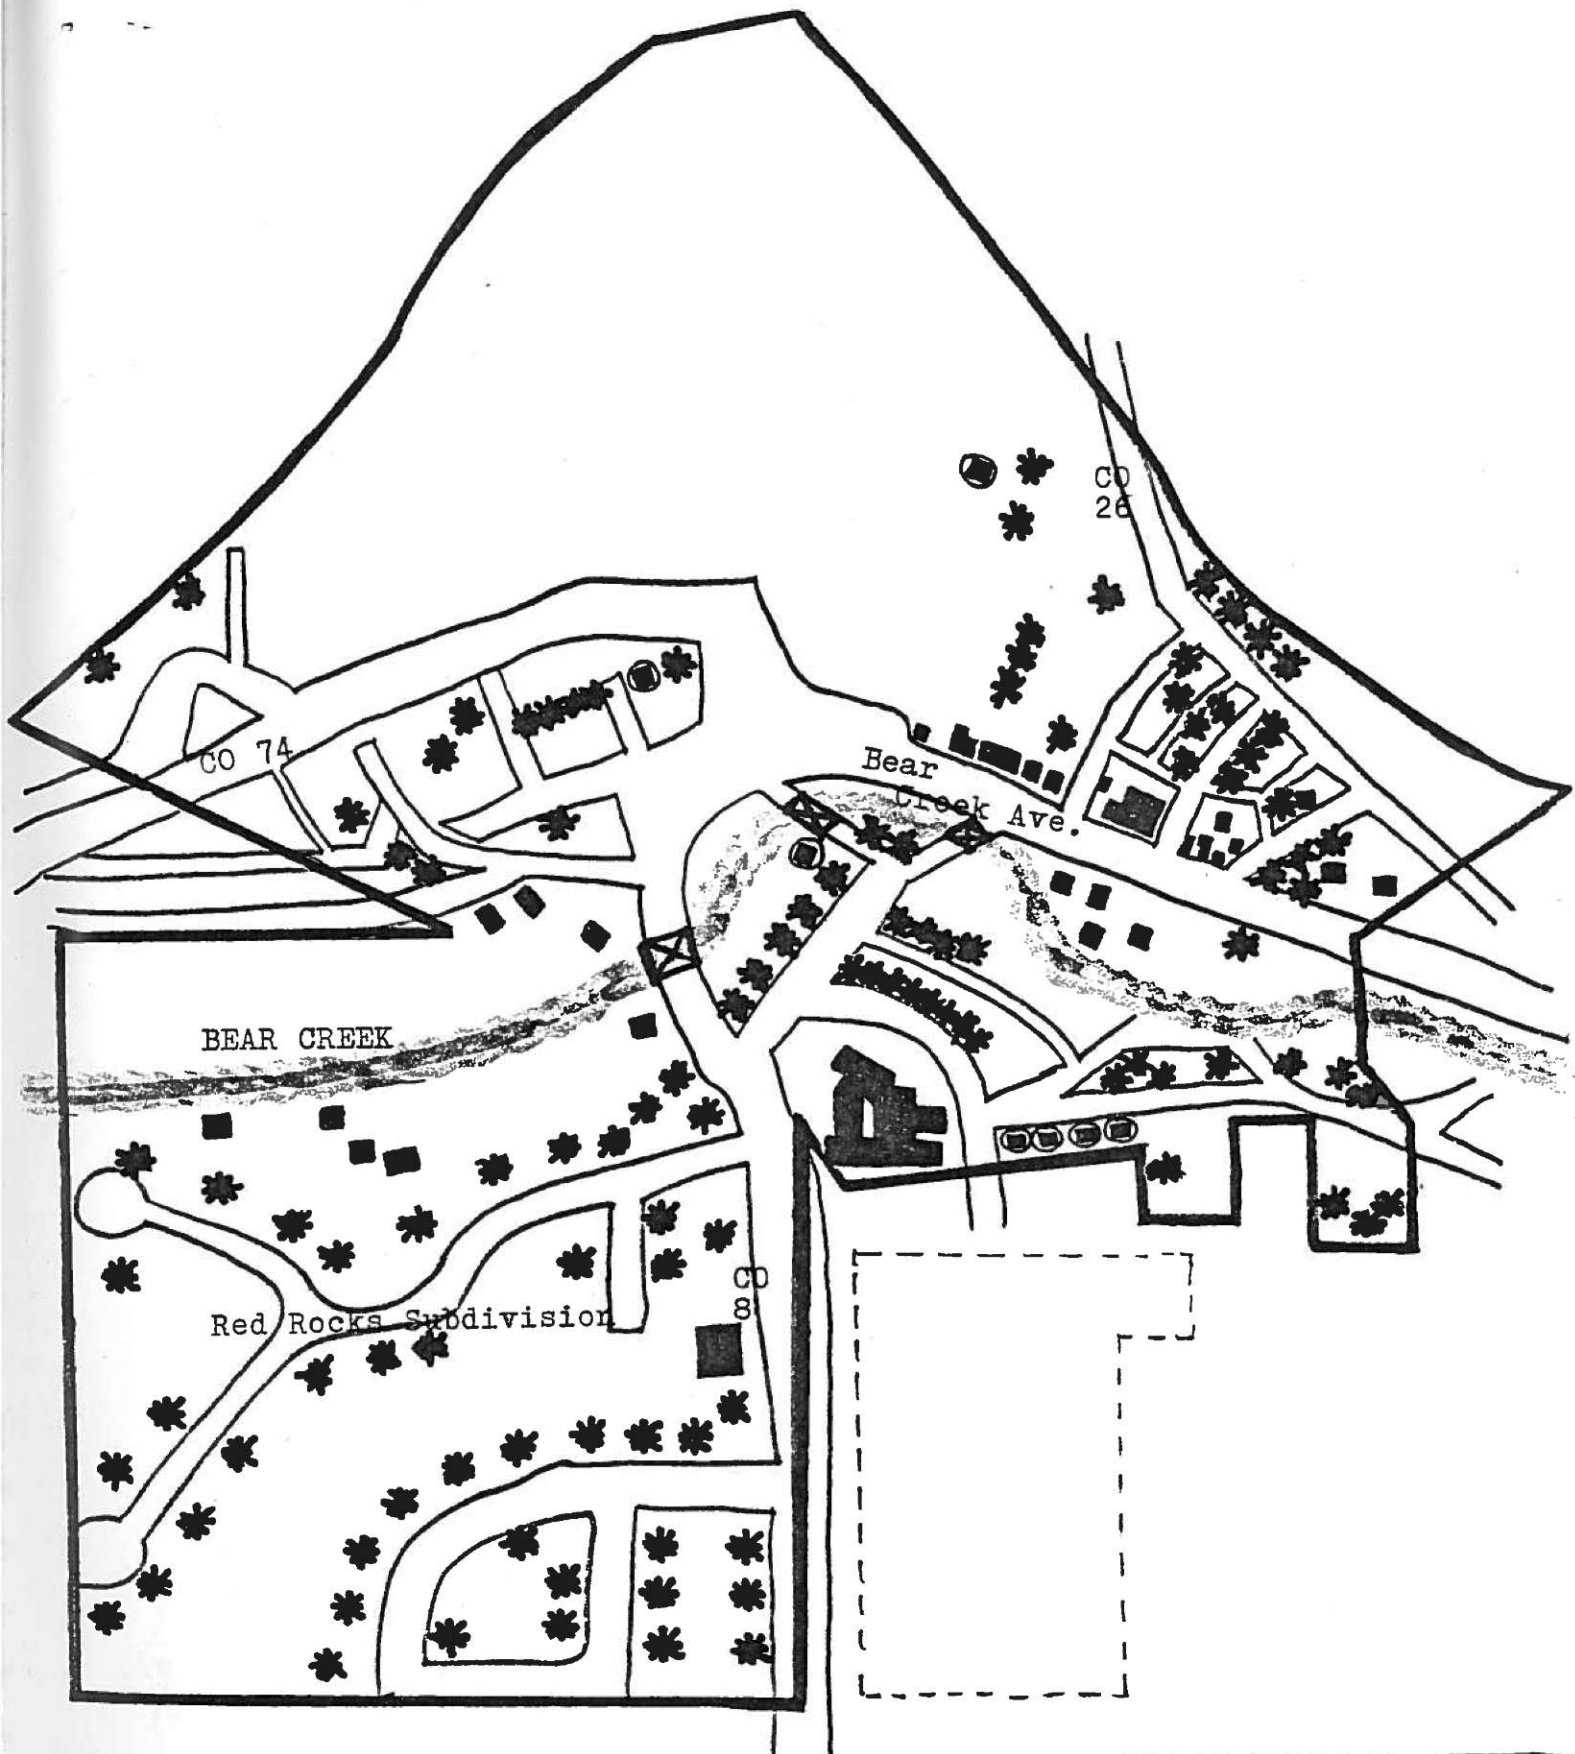 CO
26
CO 74
Bear
Creek Ave.
BEAR CREEK
CO
8
Red Rocks Subdivision